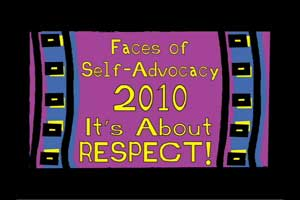 Faces of
Self-Advocacy
2010
It's About
RESPECT!